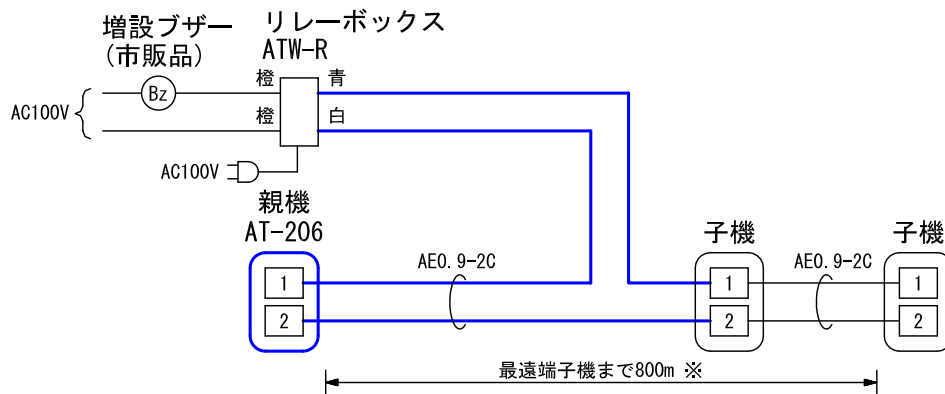 増設ブザー
(市販品)
リレーボックス
ATW-R
橙
青
AC100V
Bz
橙
白
AC100V
親機
AT-206
子機
子機
AE0.9-2C
AE0.9-2C
1
1
1
2
2
2
最遠端子機まで800m ※